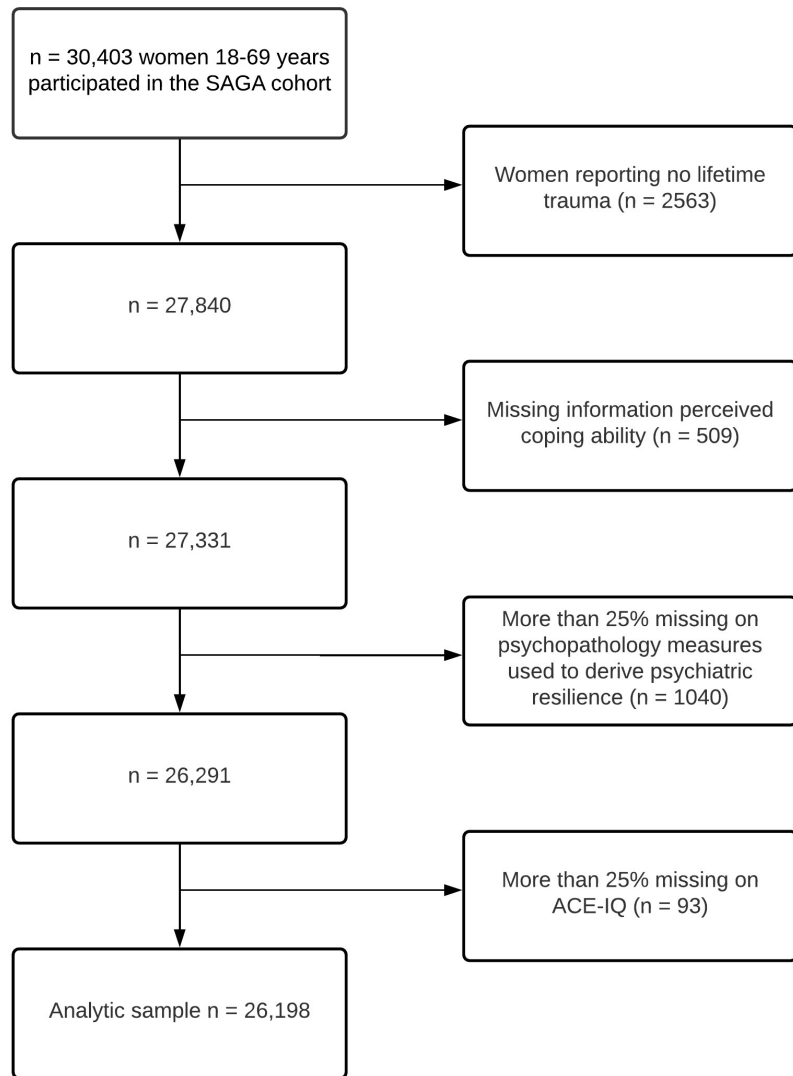 n = 30,403 women 18-69 years
participated in the SAGA cohort
Women reporting no lifetime
trauma (n = 2563)
n = 27,840
Missing information perceived
coping ability (n = 509)
n = 27,331
More than 25% missing on
psychopathology measures
used to derive psychiatric
resilience (n = 1040)
n = 26,291
More than 25% missing on
ACE-IQ (n = 93)
Analytic sample n = 26,198